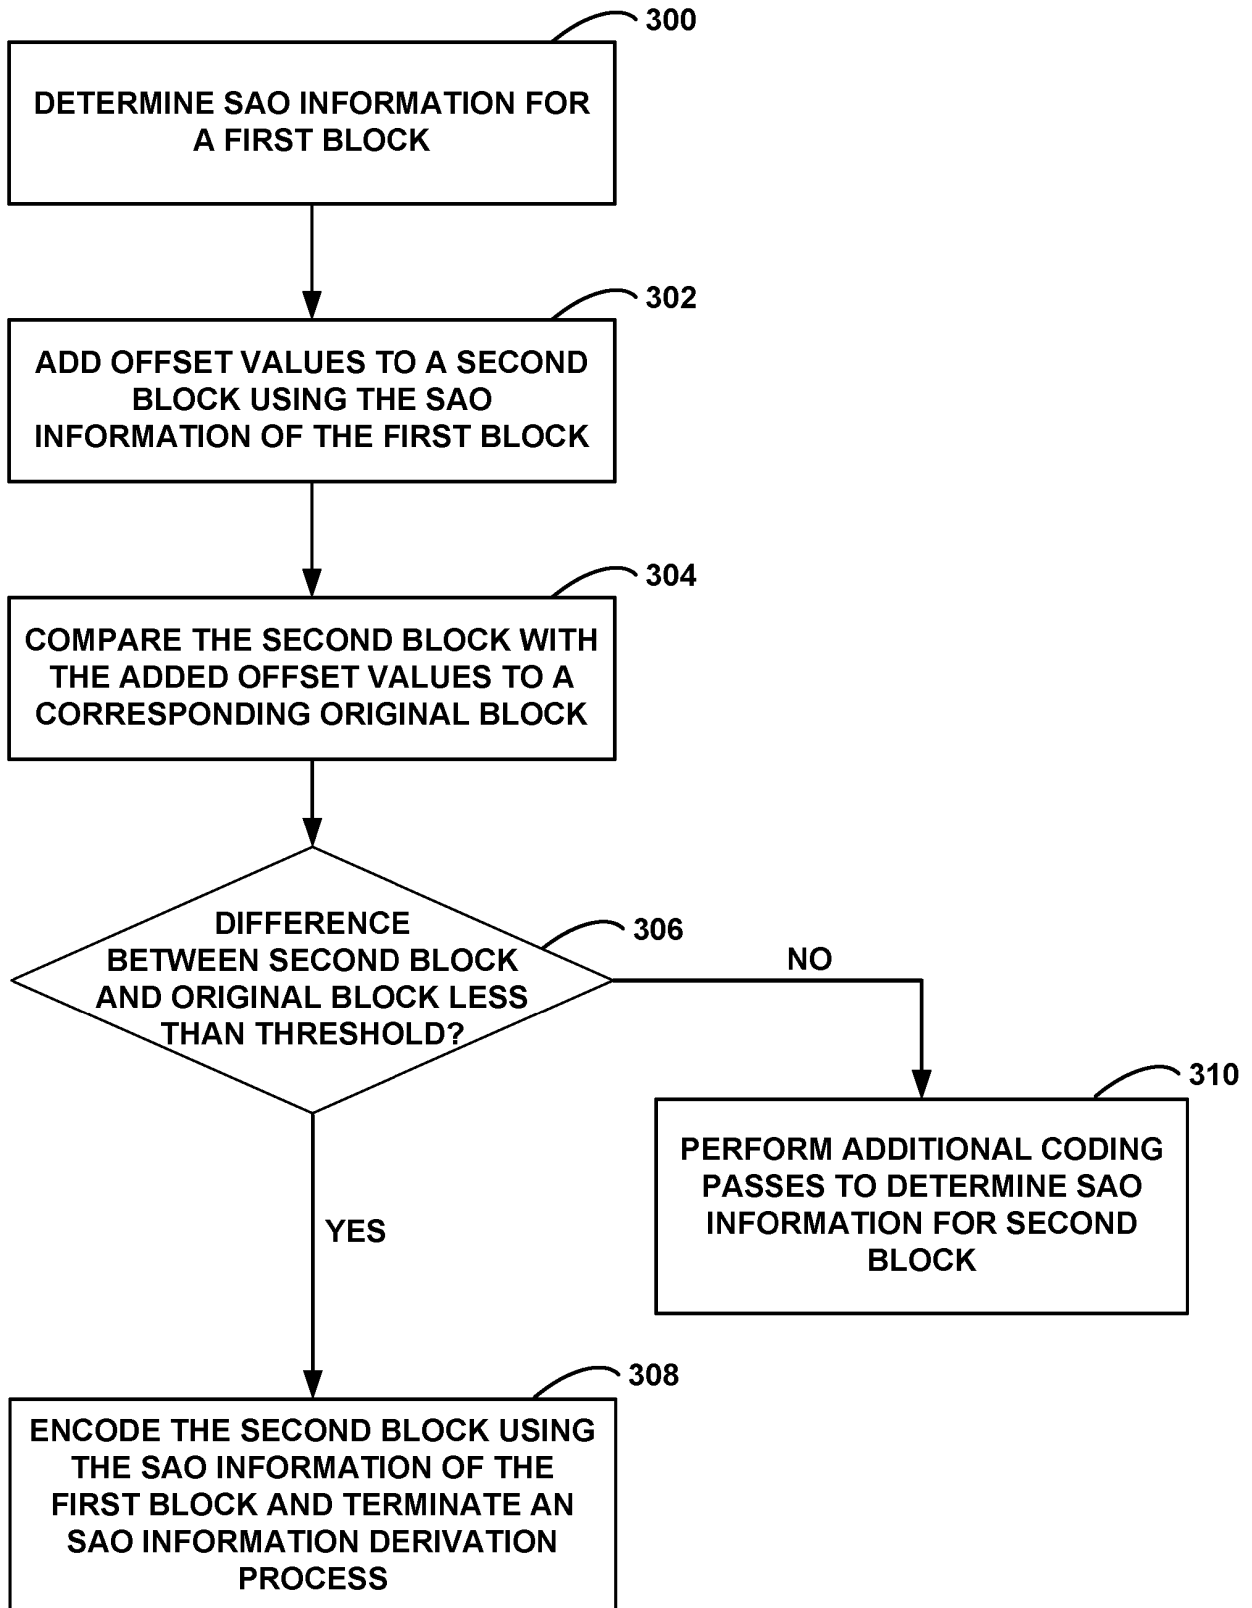 300
DETERMINE SAO INFORMATION FOR
A FIRST BLOCK
302
ADD OFFSET VALUES TO A SECOND
BLOCK USING THE SAO
INFORMATION OF THE FIRST BLOCK
304
COMPARE THE SECOND BLOCK WITH
THE ADDED OFFSET VALUES TO A
CORRESPONDING ORIGINAL BLOCK
306
DIFFERENCE
BETWEEN SECOND BLOCK
AND ORIGINAL BLOCK LESS
THAN THRESHOLD?
NO
310
PERFORM ADDITIONAL CODING
PASSES TO DETERMINE SAO
INFORMATION FOR SECOND
BLOCK
YES
308
ENCODE THE SECOND BLOCK USING
THE SAO INFORMATION OF THE
FIRST BLOCK AND TERMINATE AN
SAO INFORMATION DERIVATION
PROCESS